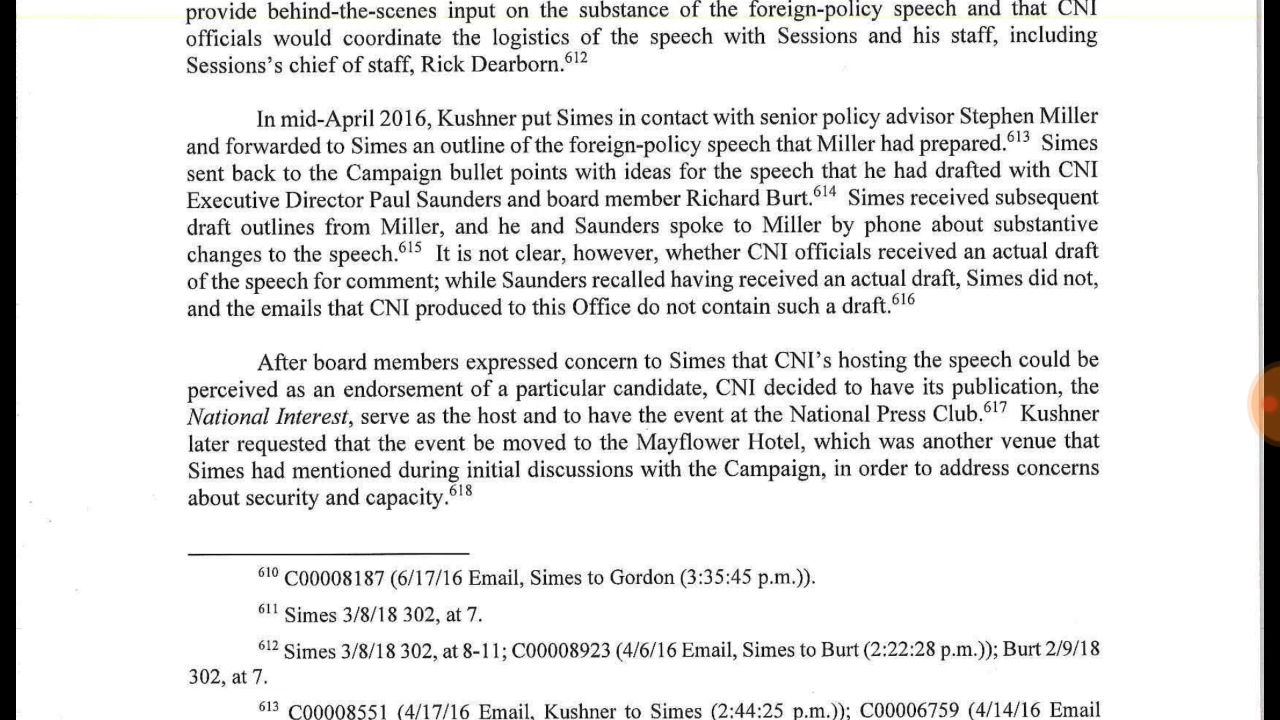 provide behind-the-scenes input on the substance of the foreign-policy speech and that CNI
officials would coordinate the logistics of the speech with Sessions and his staff, including
Sessions's chief of staff, Rick Dearborn.612
In mid-April 2016, Kushner put Simes in contact with senior policy advisor Stephen Miller
and forwarded to Simes an outline of the foreign-policy speech that Miller had prepared.613 Simes
sent back to the Campaign bullet points with ideas for the speech that he had drafted with CNI
Executive Director Paul Saunders and board member Richard Burt.614 Simes received subsequent
draft outlines from Miller, and he and Saunders spoke to Miller by phone about substantive
changes to the speech.615 It is not clear, however, whether CNI officials received an actual draft
of the speech for comment; while Saunders recalled having received an actual draft, Simes did not,
and the emails that CNI produced to this Office do not contain such a draft.616
After board members expressed concern to Simes that CNI's hosting the speech could be
perceived as an endorsement of a particular candidate, CNI decided to have its publication, the
National Interest, serve as the host and to have the event at the National Press Club.617 Kushner
later requested that the event be moved to the Mayflower Hotel, which was another venue that
Simes had mentioned during initial discussions with the Campaign, in order to address concerns
about security and capacity.618
610 C00008187 (6/17/16 Email, Simes to Gordon (3:35:45 p.m.)).
611 Simes 3/8/18 302, at 7.
612 Simes 3/8/18 302, at 8-11; C00008923 (4/6/16 Email, Simes to Burt (2:22:28 p.m.)); Burt 2/9/18
302, at 7.
613 C00008551 (4/17/16 Email, Kushner to Simes (2:44:25 p.m.)); C00006759 (4/14/16 Email